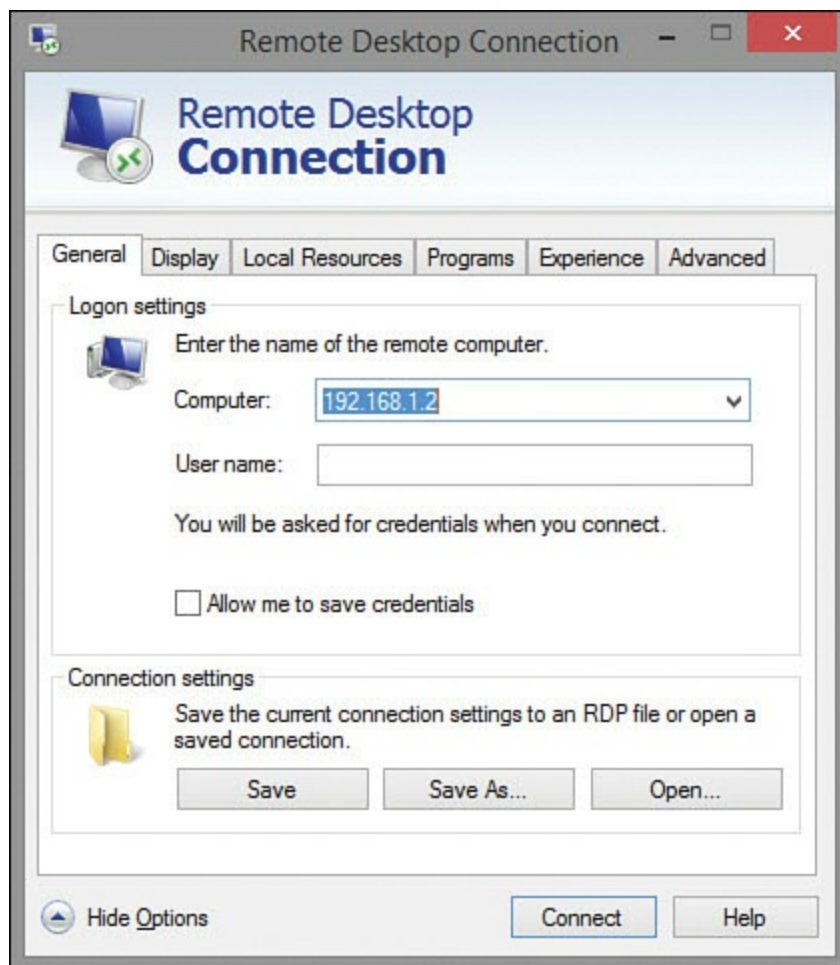 Remote Desktop Connection
Remote Desktop
Connection
General Display Local Resources Programs Experience Advanced
Logon settings
Enter the name of the remote computer.
Computer: 192.168.1.2
User name:
You will be asked for credentials when you connect.
Allow me to save credentials
Connection settings
Save the current connection settings to an RDP file or open a
saved connection.
Save Save As... Open...
Hide Options Connect Help